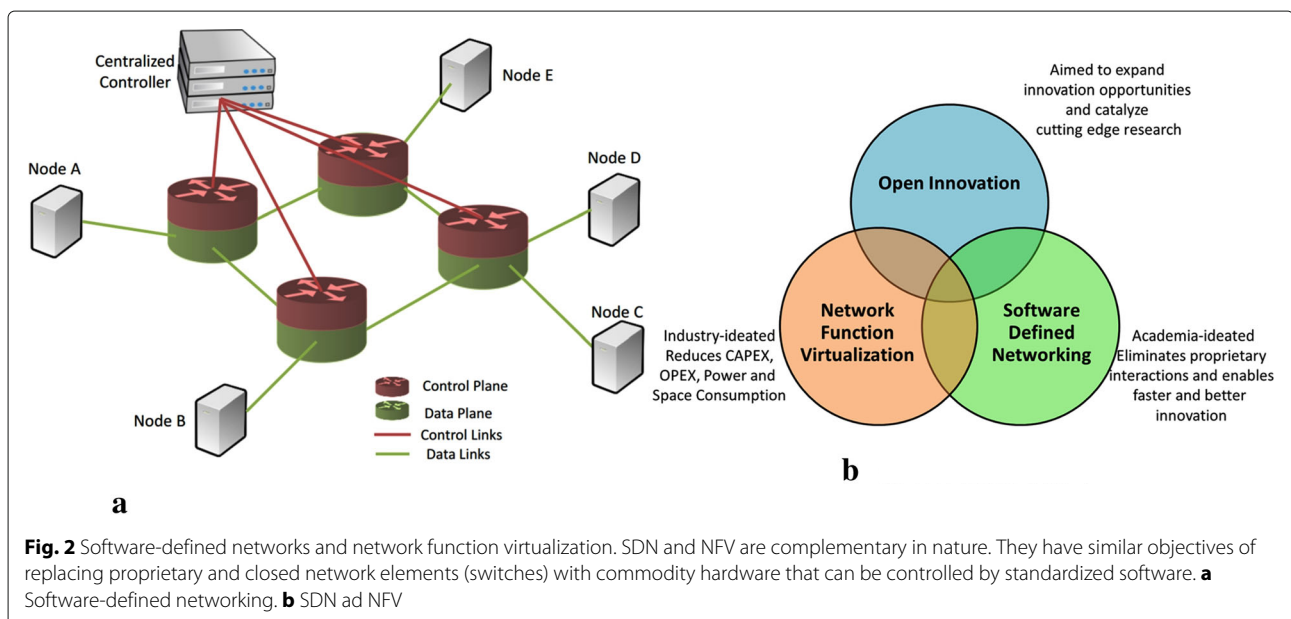 Centralized
Controller
Node E
Node A
Node D
Node C
Node B
Control Plane
Data Plane
Control Links
Data Links
a
Aimed to expand
innovation opportunities
and catalyze
cutting edge research
Open Innovation
Network
Function
Virtualization
Software
Defined
Networking
Industry-ideated
Reduces CAPEX,
OPEX, Power and
Space Consumption
Academia-ideated
Eliminates proprietary
interactions and enables
faster and better
innovation
b
Fig. 2 Software-defined networks and network function virtualization. SDN and NFV are complementary in nature. They have similar objectives of
replacing proprietary and closed network elements (switches) with commodity hardware that can be controlled by standardized software. a
Software-defined networking. b SDN ad NFV